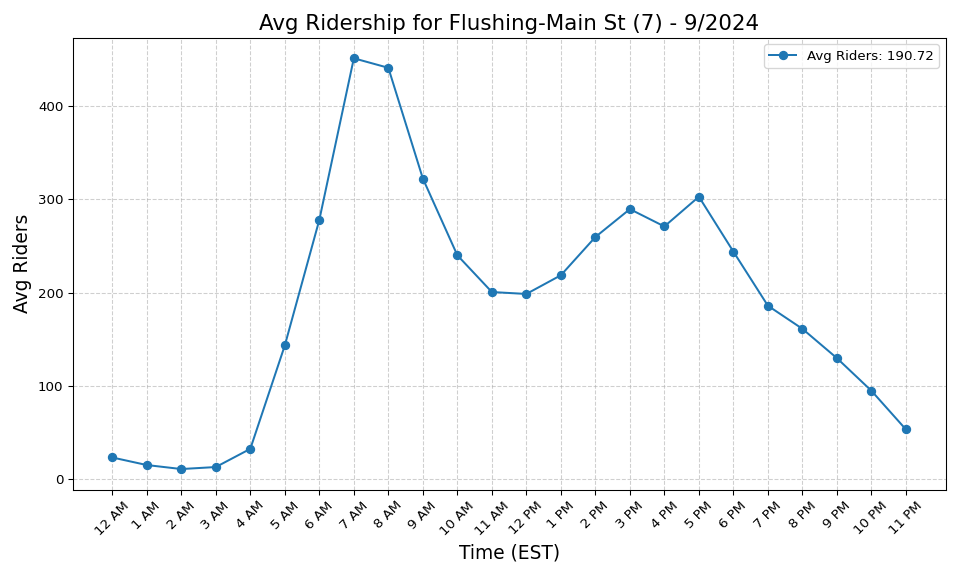 Avg Ridership for Flushing-Main St (7) - 9/2024
Avg Riders: 190.72
Avg Riders
400
300
200
100
0
12 AM 1 AM 2 AM 3 AM 4 AM 5 AM 6 AM 7 AM 8 AM 9 AM 10 AM 11 AM 12 PM 1 PM 2 PM 3 PM 4 PM 5 PM 6 PM 7 PM 8 PM 9 PM 10 PM 11 PM
Time (EST)